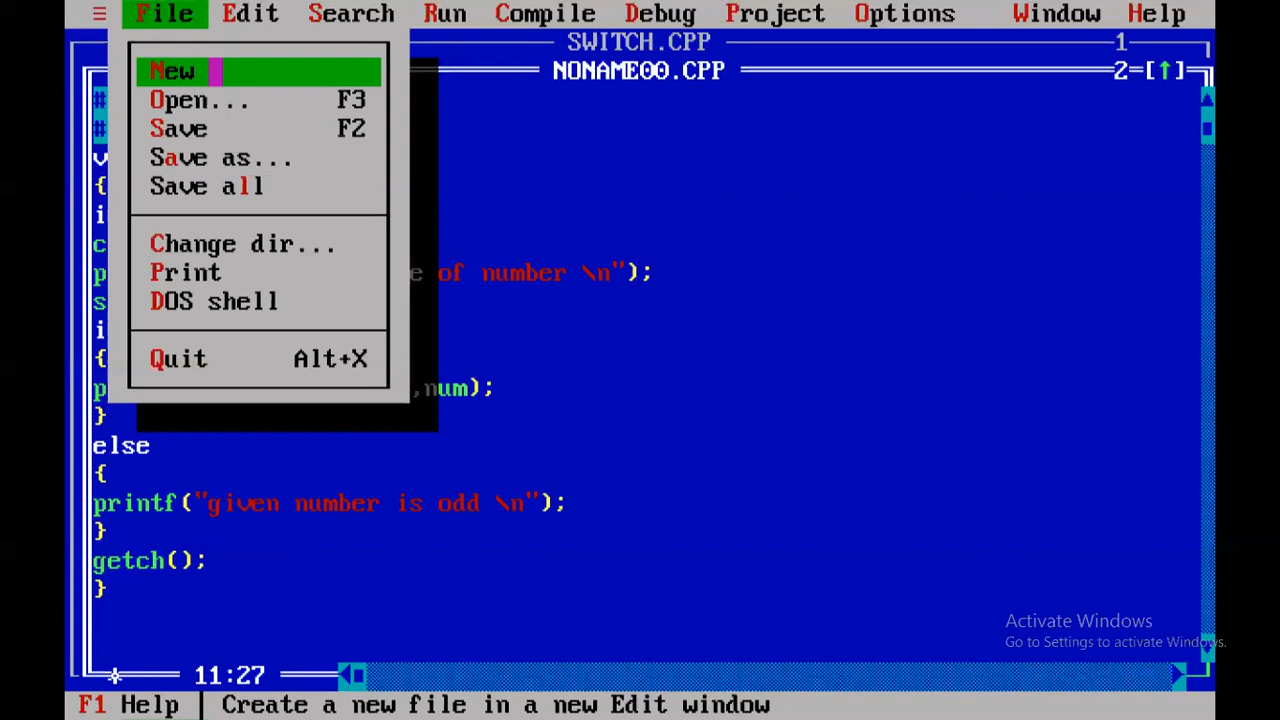 ≡ File Edit Search Run Compile Debug Project Options Window Help
SWITCH.CPP 1
NONAME00.CPP 2=[↑]
New
Open... F3
Save F2
Save as...
Save all
Change dir...
Print
DOS shell
Quit Alt+X
#
#
v
{
i
c
p e of number \n");
s
i
{
p ,num);
}
else
{
printf("given number is odd \n");
}
getch();
}
Activate Windows
Go to Settings to activate Windows.
11:27
F1 Help │ Create a new file in a new Edit window